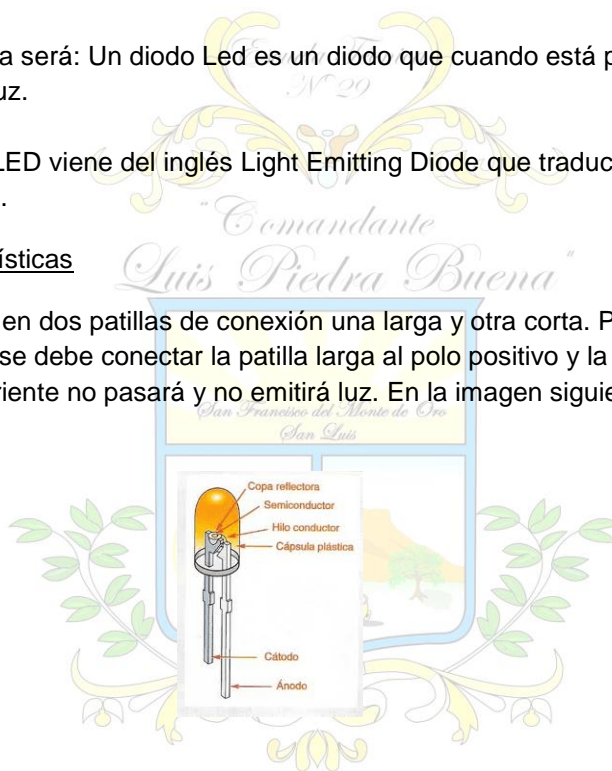 Escuela Técnica
N° 29
a será: Un diodo Led es un diodo que cuando está p
uz.
LED viene del inglés Light Emitting Diode que traduc
.
"Comandante
Luis Piedra Buena"
ísticas
en dos patillas de conexión una larga y otra corta. P
se debe conectar la patilla larga al polo positivo y la
riente no pasará y no emitirá luz. En la imagen siguie
San Francisco del Monte de Oro
San Luis
Copa reflectora
Semiconductor
Hilo conductor
Cápsula plástica
Cátodo
Ánodo